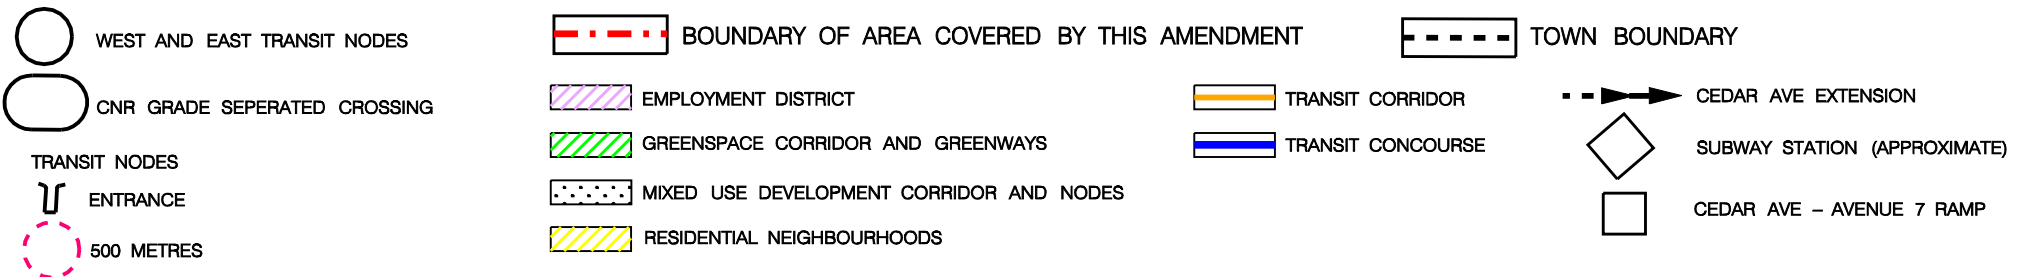 WEST AND EAST TRANSIT NODES
CNR GRADE SEPERATED CROSSING
TRANSIT NODES
ENTRANCE
500 METRES
BOUNDARY OF AREA COVERED BY THIS AMENDMENT
EMPLOYMENT DISTRICT
GREENSPACE CORRIDOR AND GREENWAYS
MIXED USE DEVELOPMENT CORRIDOR AND NODES
RESIDENTIAL NEIGHBOURHOODS
TRANSIT CORRIDOR
TRANSIT CONCOURSE
TOWN BOUNDARY
CEDAR AVE EXTENSION
SUBWAY STATION (APPROXIMATE)
CEDAR AVE – AVENUE 7 RAMP